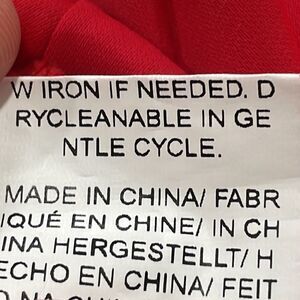 W IRON IF NEEDED. D
RYCLEANABLE IN GE
NTLE CYCLE.
MADE IN CHINA/ FABR
IQUÉ EN CHINE/ IN CH
INA HERGESTELLT/ H
ECHO EN CHINA/ FEIT